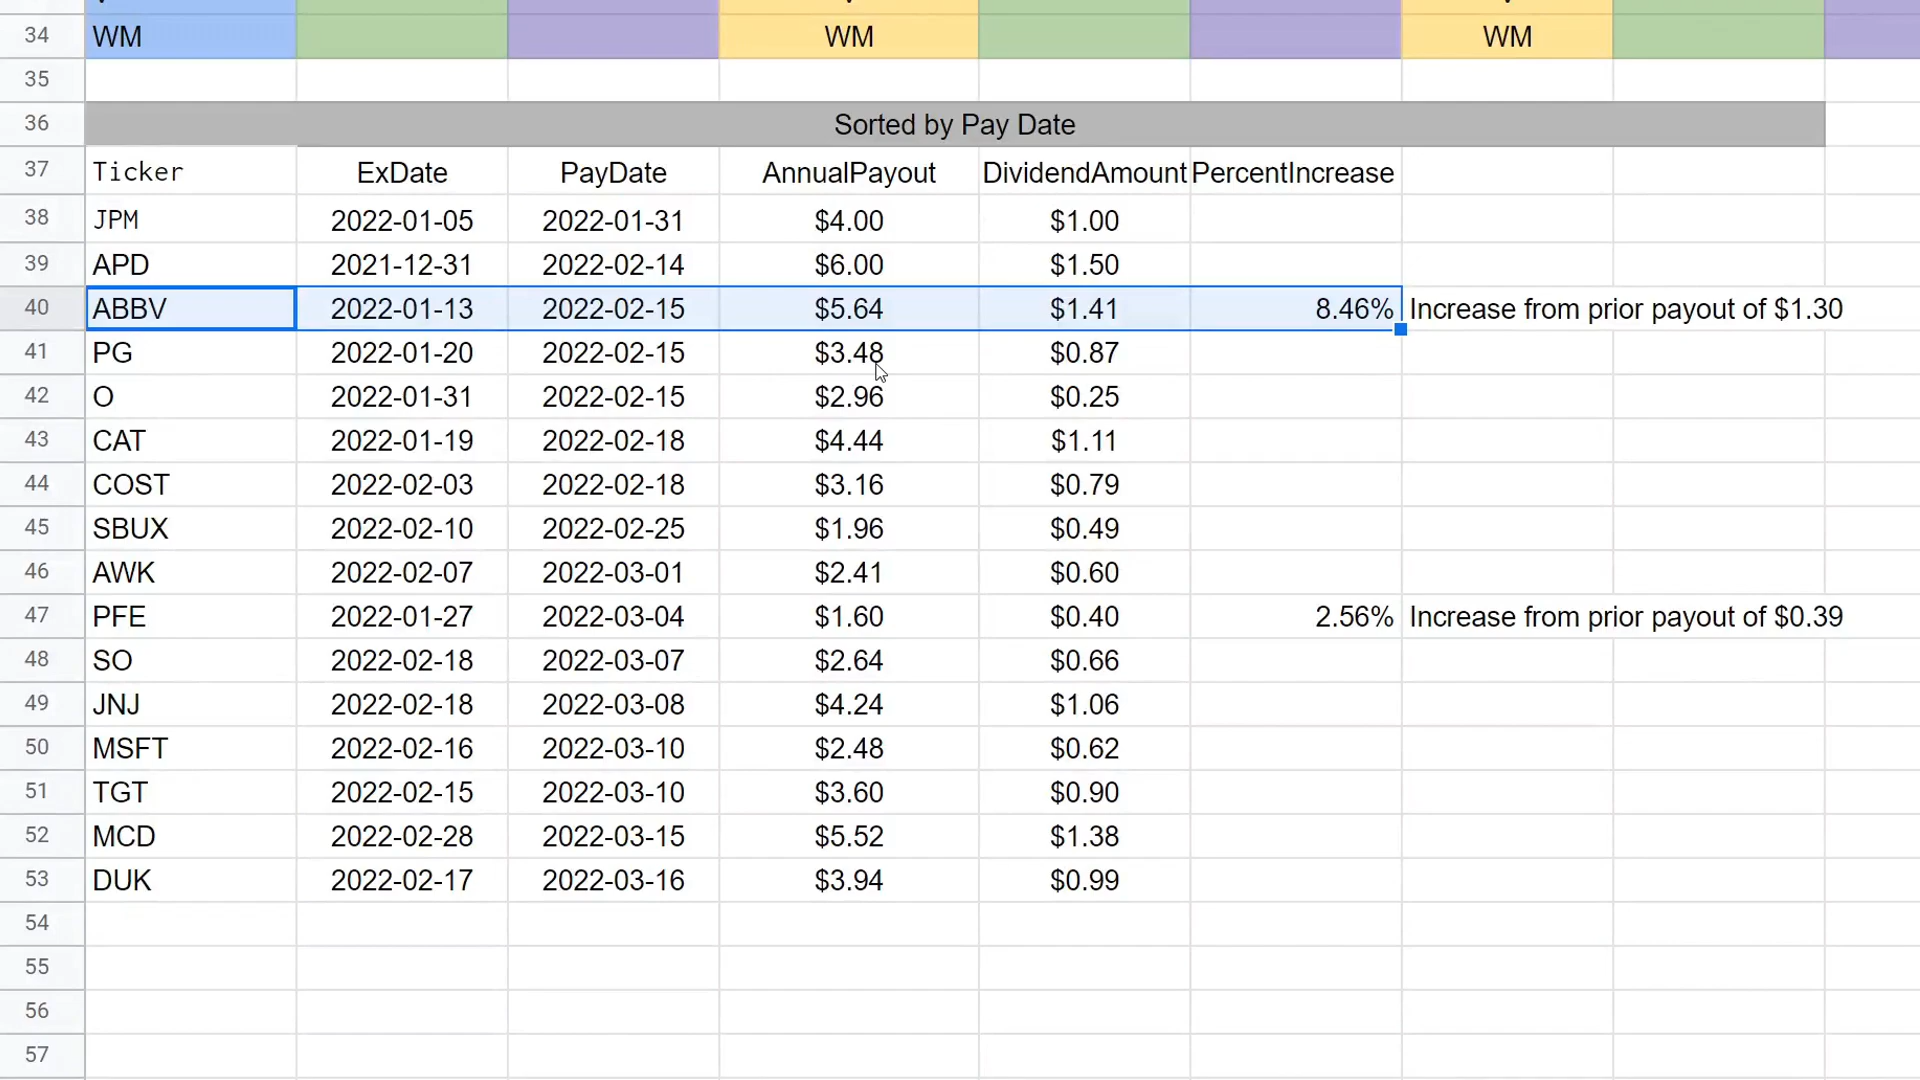 34 WM WM WM
35
36 Sorted by Pay Date
37 Ticker ExDate PayDate AnnualPayout DividendAmount PercentIncrease
38 JPM 2022-01-05 2022-01-31 $4.00 $1.00
39 APD 2021-12-31 2022-02-14 $6.00 $1.50
40 ABBV 2022-01-13 2022-02-15 $5.64 $1.41 8.46% Increase from prior payout of $1.30
41 PG 2022-01-20 2022-02-15 $3.48 $0.87
42 O 2022-01-31 2022-02-15 $2.96 $0.25
43 CAT 2022-01-19 2022-02-18 $4.44 $1.11
44 COST 2022-02-03 2022-02-18 $3.16 $0.79
45 SBUX 2022-02-10 2022-02-25 $1.96 $0.49
46 AWK 2022-02-07 2022-03-01 $2.41 $0.60
47 PFE 2022-01-27 2022-03-04 $1.60 $0.40 2.56% Increase from prior payout of $0.39
48 SO 2022-02-18 2022-03-07 $2.64 $0.66
49 JNJ 2022-02-18 2022-03-08 $4.24 $1.06
50 MSFT 2022-02-16 2022-03-10 $2.48 $0.62
51 TGT 2022-02-15 2022-03-10 $3.60 $0.90
52 MCD 2022-02-28 2022-03-15 $5.52 $1.38
53 DUK 2022-02-17 2022-03-16 $3.94 $0.99
54
55
56
57